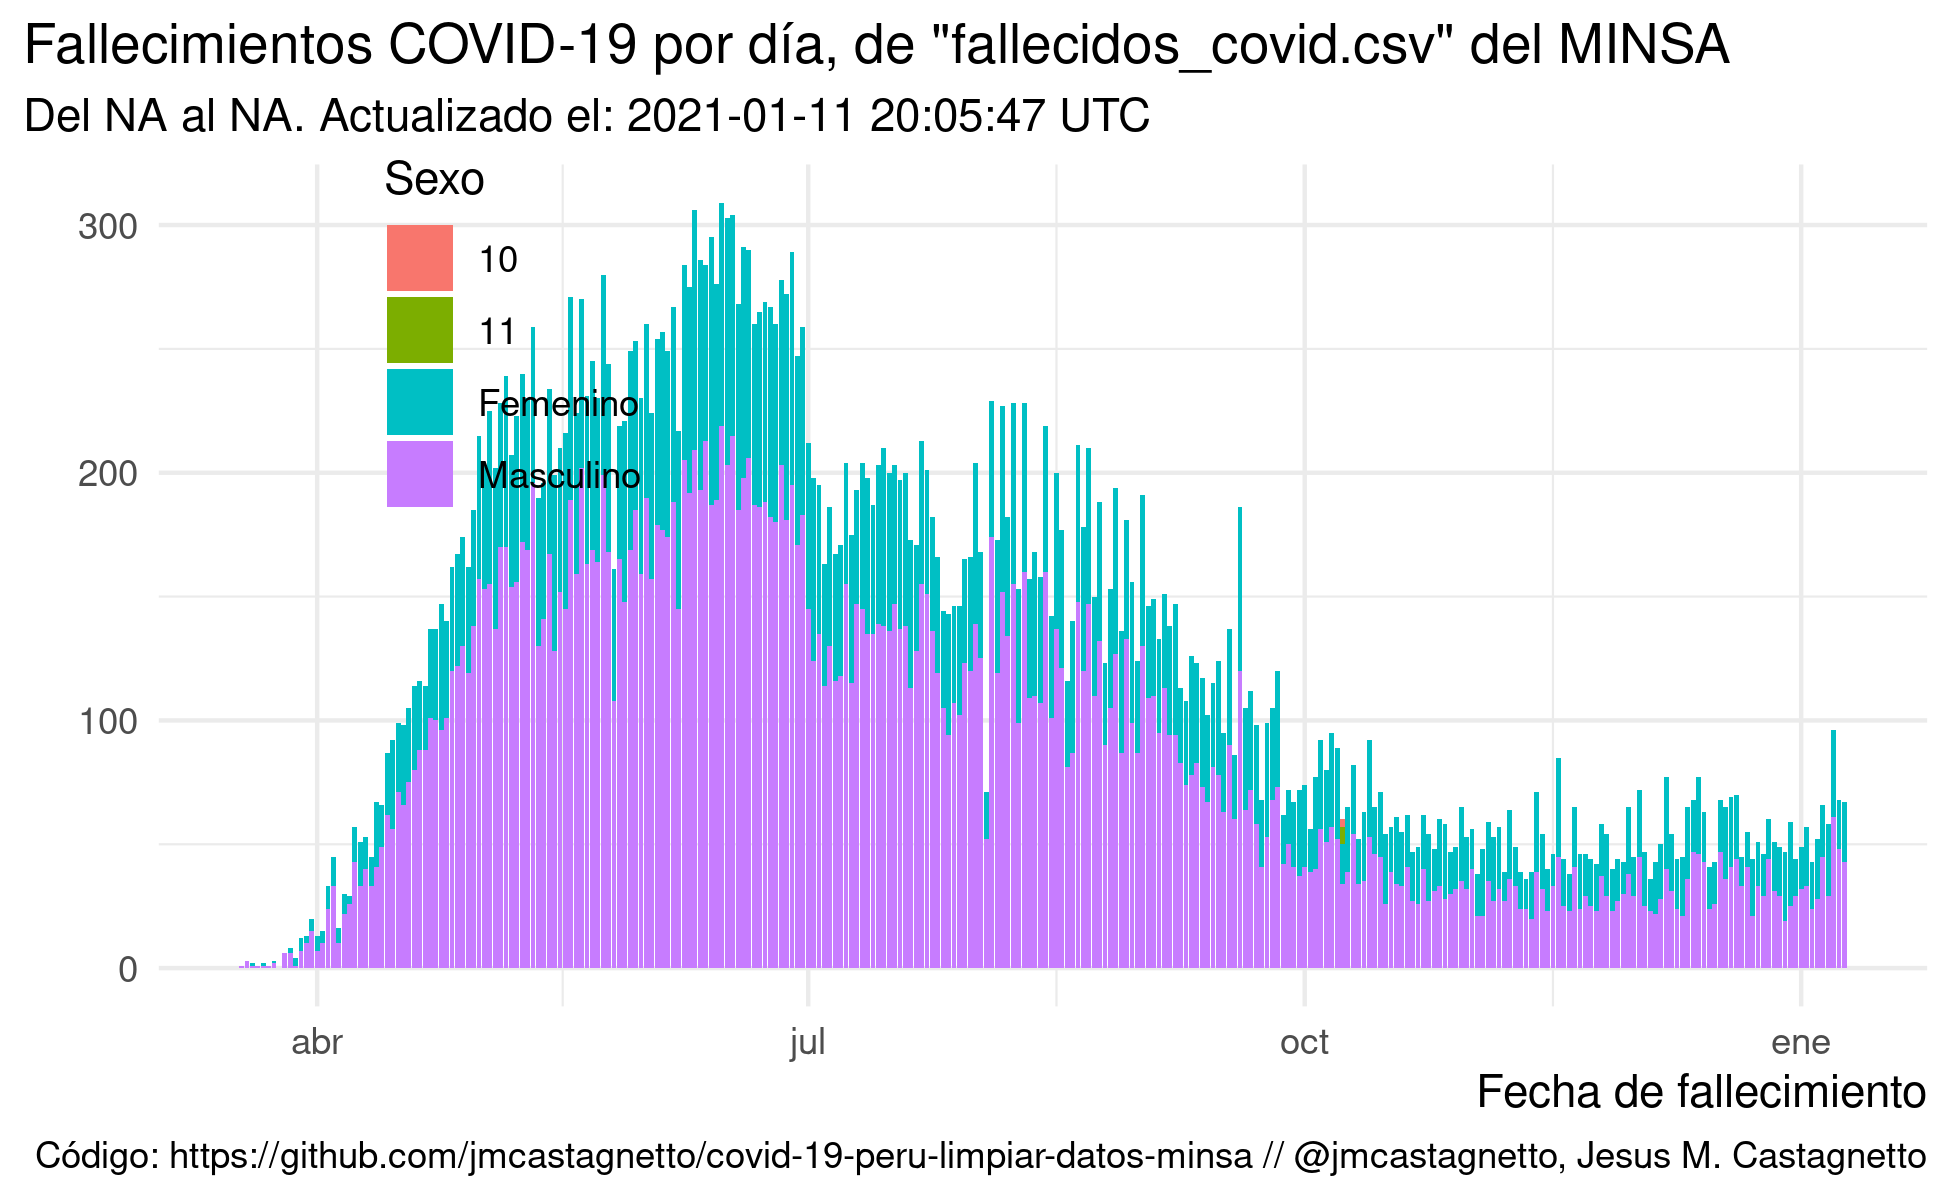 Fallecimientos COVID-19 por día, de "fallecidos_covid.csv" del MINSA
Del NA al NA. Actualizado el: 2021-01-11 20:05:47 UTC
Sexo
10
11
Femenino
Masculino
300
200
100
0
abr jul oct ene
Fecha de fallecimiento
Código: https://github.com/jmcastagnetto/covid-19-peru-limpiar-datos-minsa // @jmcastagnetto, Jesus M. Castagnetto